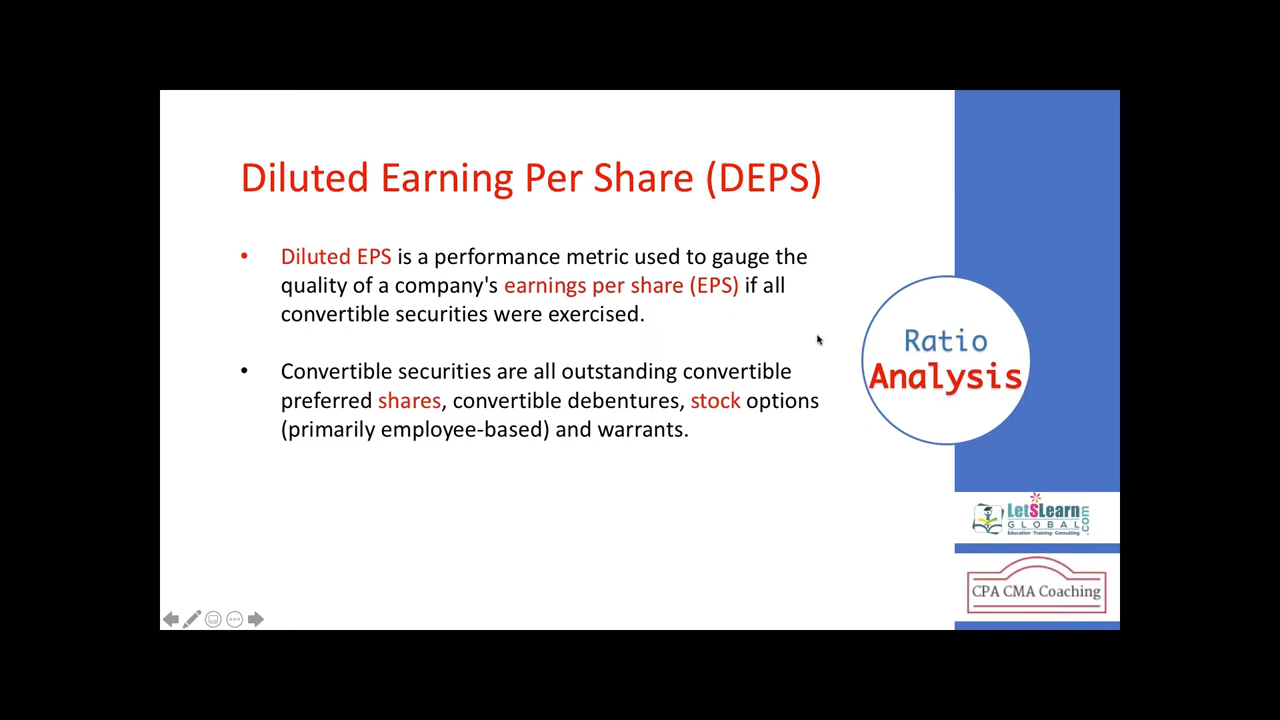 Diluted Earning Per Share (DEPS)
• Diluted EPS is a performance metric used to gauge the
quality of a company's earnings per share (EPS) if all
convertible securities were exercised.
• Convertible securities are all outstanding convertible
preferred shares, convertible debentures, stock options
(primarily employee-based) and warrants.
Ratio
Analysis
LetSLearn
GLOBAL
.com
Education · Training · Consulting
CPA CMA Coaching